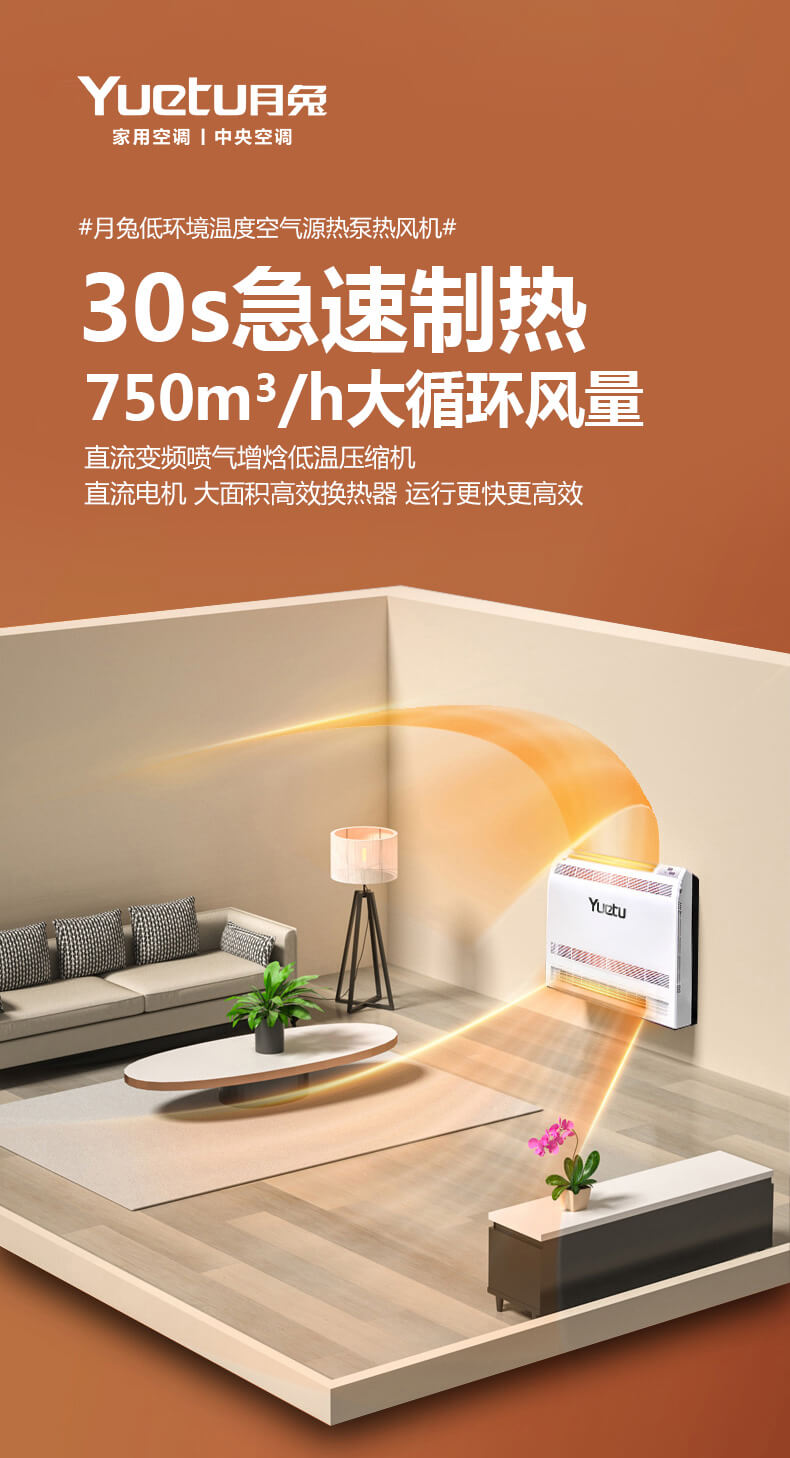 Yuetu月兔
家用空调 | 中央空调
#月兔低环境温度空气源热泵热风机#
30s急速制热
750m³/h大循环风量
直流变频喷气增焓低温压缩机
直流电机 大面积高效换热器 运行更快更高效
Yuetu